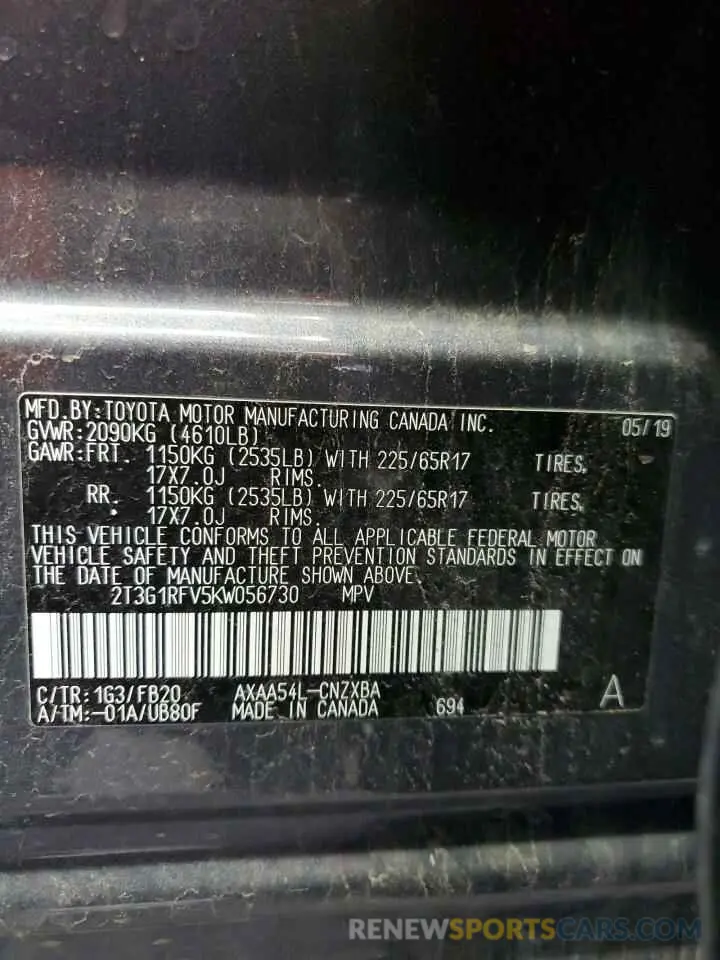 MFD.BY:TOYOTA MOTOR MANUFACTURING CANADA INC. 05/19
GVWR:2090KG (4610LB)
GAWR:FRT. 1150KG (2535LB) WITH 225/65R17 TIRES,
17X7.0J RIMS.
RR. 1150KG (2535LB) WITH 225/65R17 TIRES,
17X7.0J RIMS.
THIS VEHICLE CONFORMS TO ALL APPLICABLE FEDERAL MOTOR
VEHICLE SAFETY AND THEFT PREVENTION STANDARDS IN EFFECT ON
THE DATE OF MANUFACTURE SHOWN ABOVE.
2T3G1RFV5KW056730 MPV
C/TR:1G3/FB20 AXAA54L-CNZXBA A
A/TM:-01A/UB80F MADE IN CANADA 694
RENEWSPORTSCARS.COM